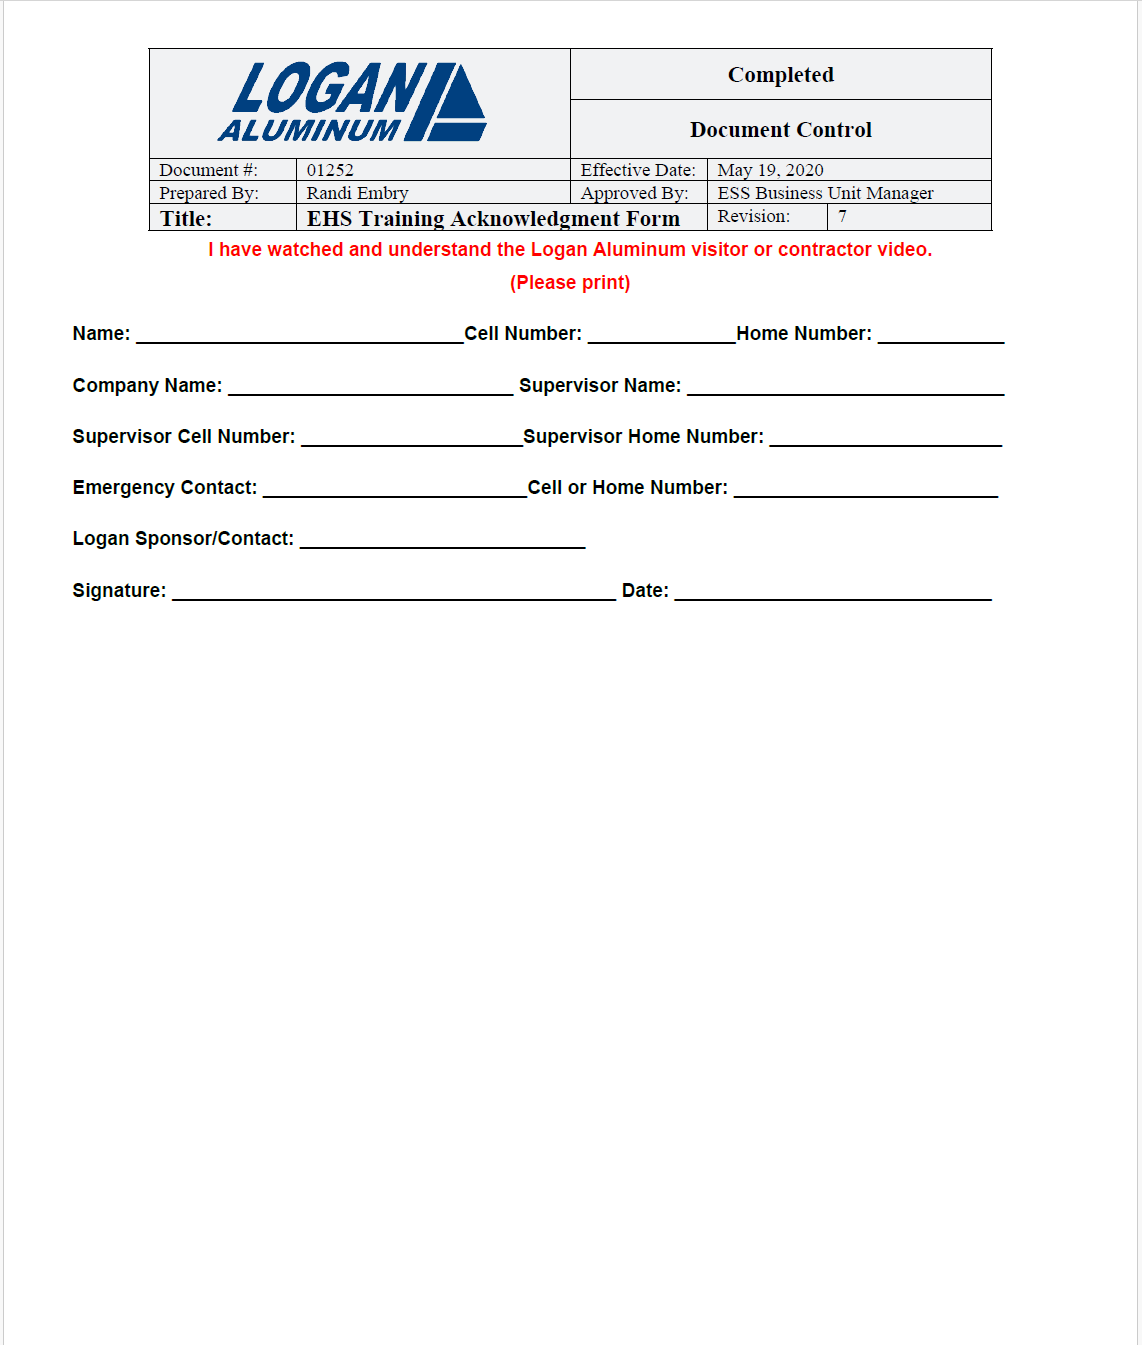 LOGAN
ALUMINUM
Completed
Document Control
Document #: 01252 Effective Date: May 19, 2020
Prepared By: Randi Embry Approved By: ESS Business Unit Manager
Title: EHS Training Acknowledgment Form Revision: 7
I have watched and understand the Logan Aluminum visitor or contractor video.
(Please print)
Name: Cell Number: Home Number:
Company Name: Supervisor Name:
Supervisor Cell Number: Supervisor Home Number:
Emergency Contact: Cell or Home Number:
Logan Sponsor/Contact:
Signature: Date: